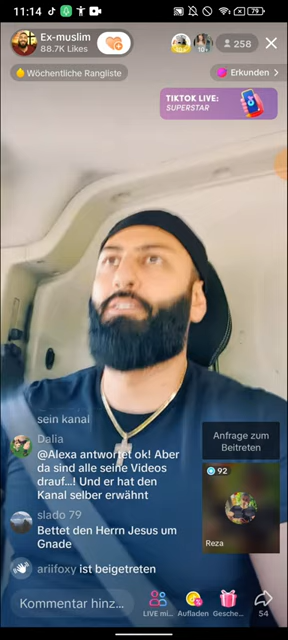 11:14
79
Ex-muslim
88.7K Likes
10+
10+
258
Wöchentliche Rangliste
Erkunden >
TIKTOK LIVE:
SUPERSTAR
sein kanal
Dalia
@Alexa antwortet ok! Aber
da sind alle seine Videos
drauf...! Und er hat den
Kanal selber erwähnt
Anfrage zum
Beitreten
92
Reza
slado 79
Bettet den Herrn Jesus um
Gnade
ariifoxy ist beigetreten
Kommentar hinz...
LIVE mi...
Aufladen
Gesche...
54